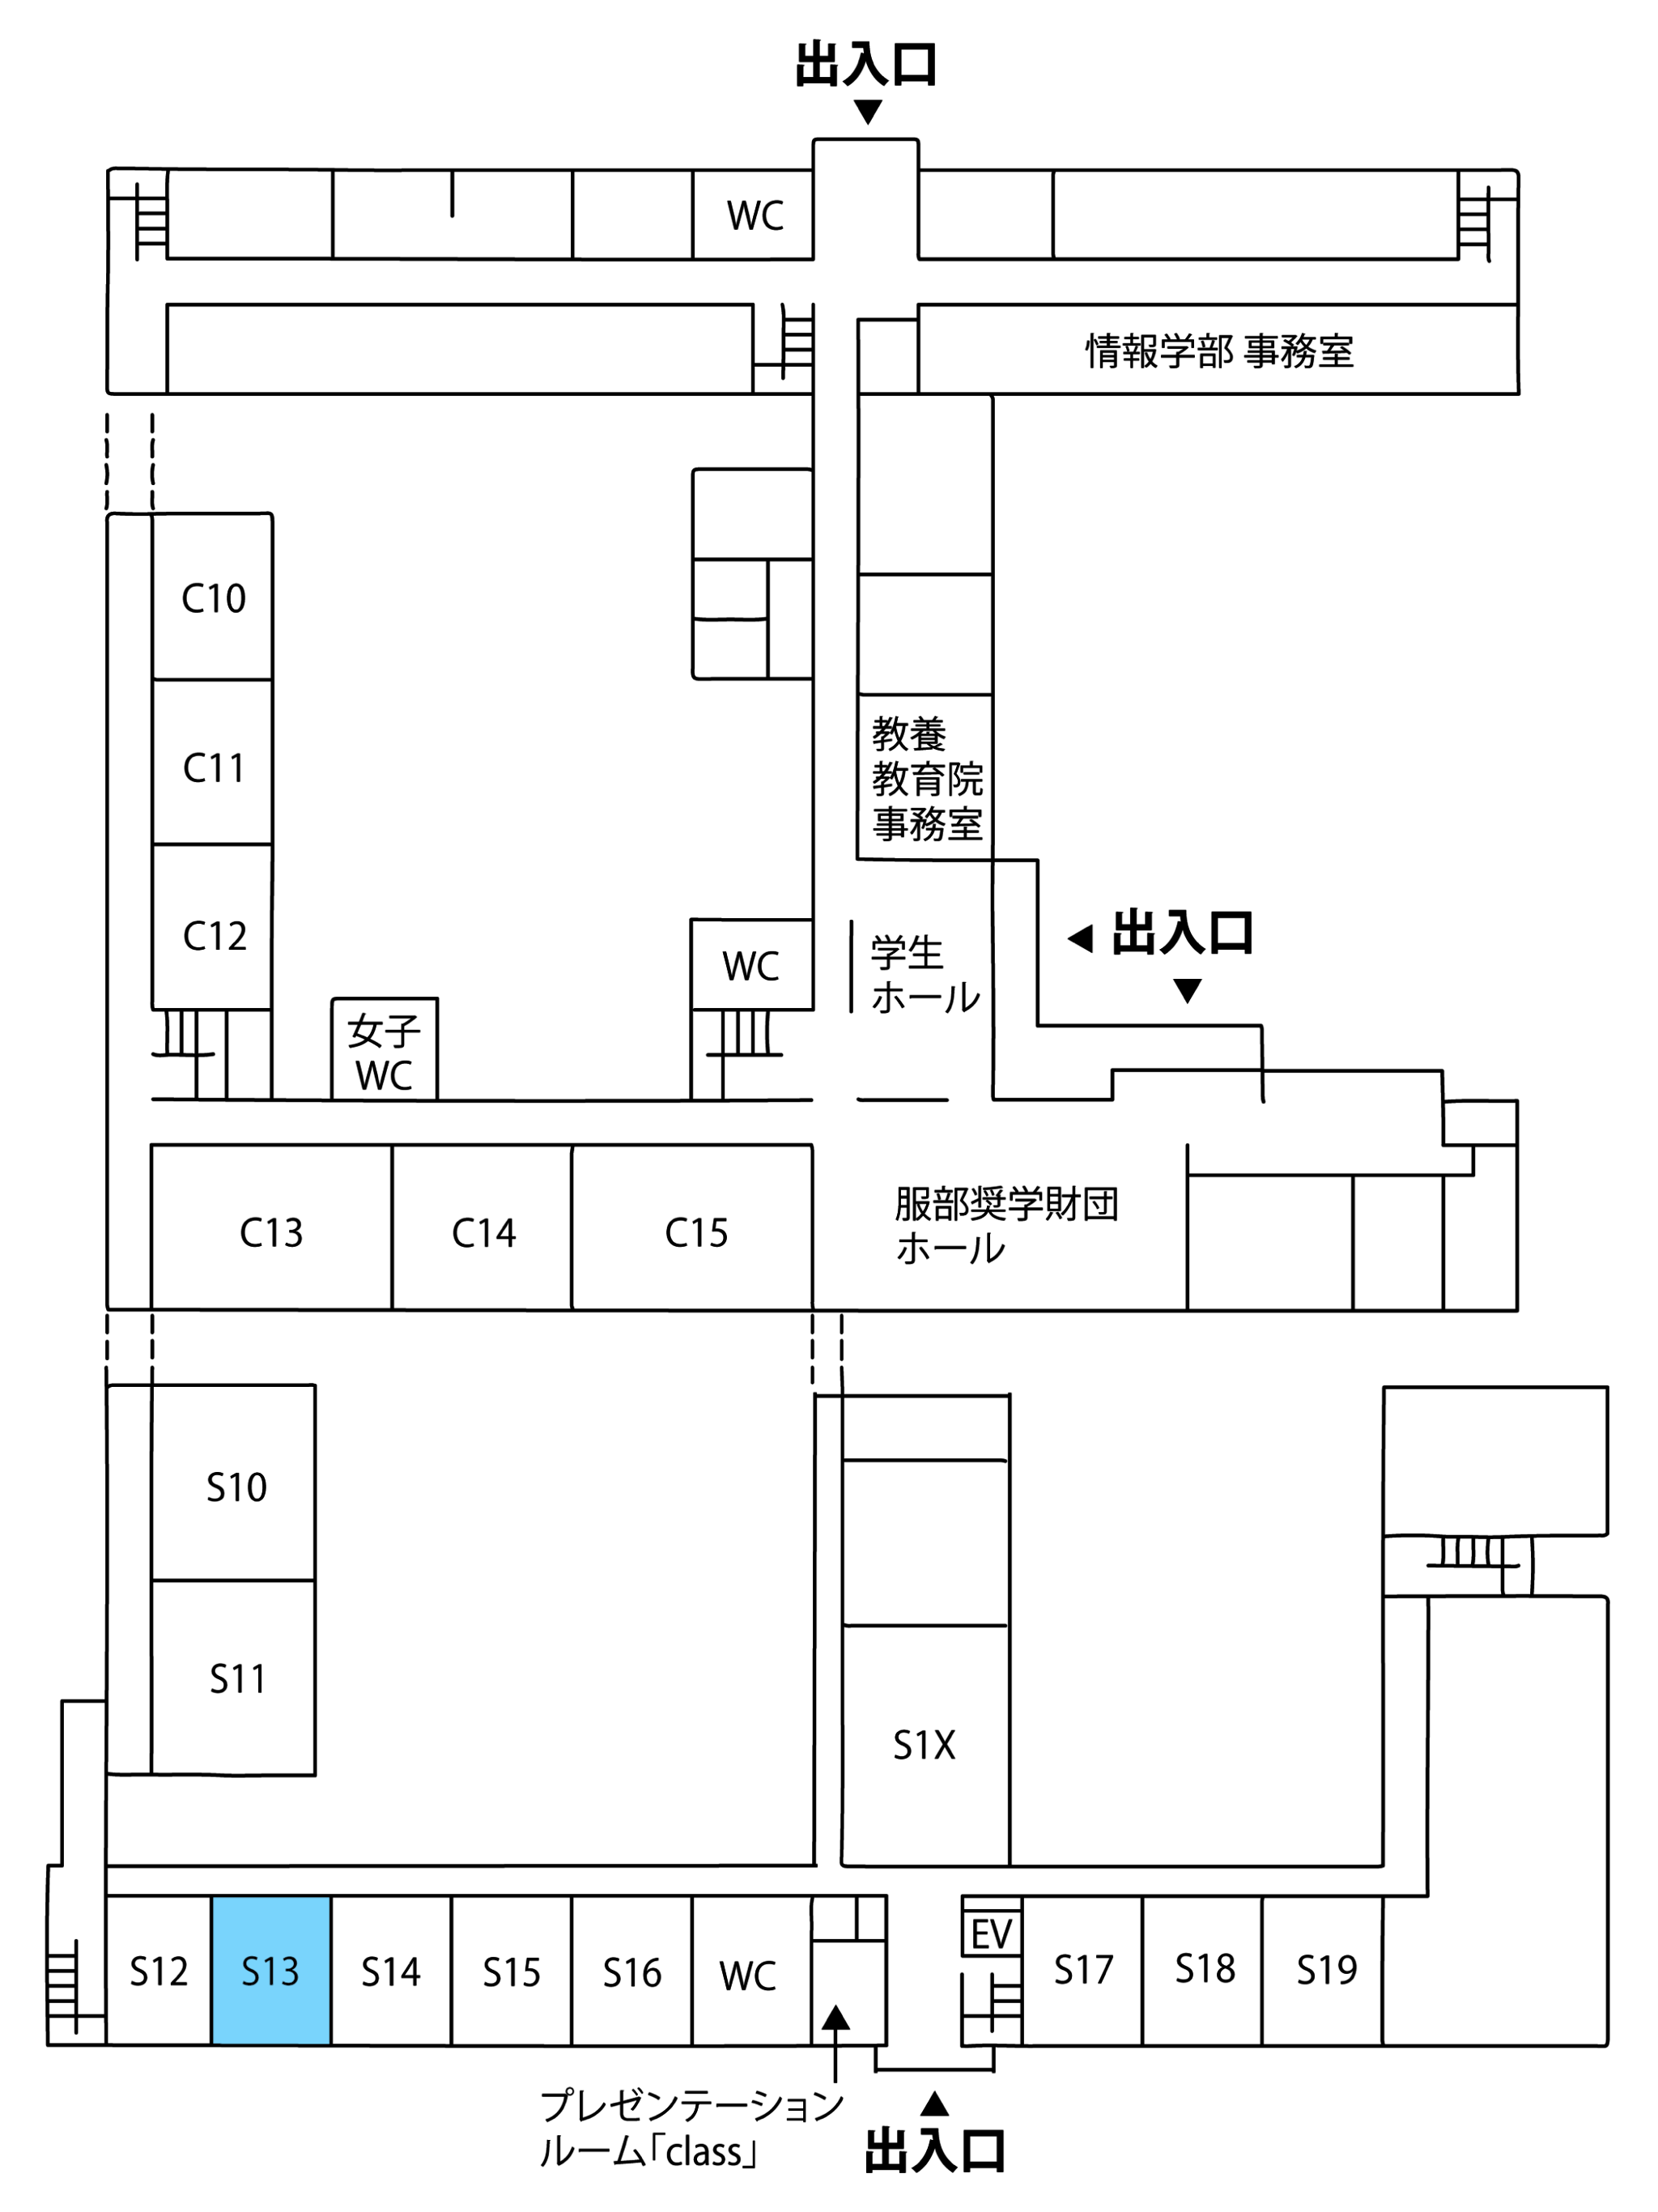 出入口
WC
情報学部 事務室
C10
教養
教育院
事務室
C11
出入口
C12
WC
学生
ホール
女子
WC
服部奨学財団
ホール
C13
C14
C15
S10
S11
S1X
EV
S12
S13
S14
S15
S16
WC
S17
S18
S19
プレゼンテーション
ルーム「class」
出入口